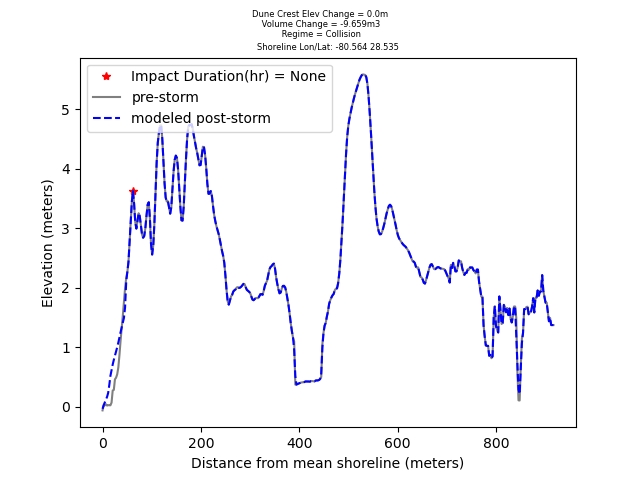 Dune Crest Elev Change = 0.0m
Volume Change = -9.659m3
Regime = Collision
Shoreline Lon/Lat: -80.564 28.535
Impact Duration(hr) = None
pre-storm
modeled post-storm
5
4
3
2
1
0
Elevation (meters)
0 200 400 600 800
Distance from mean shoreline (meters)